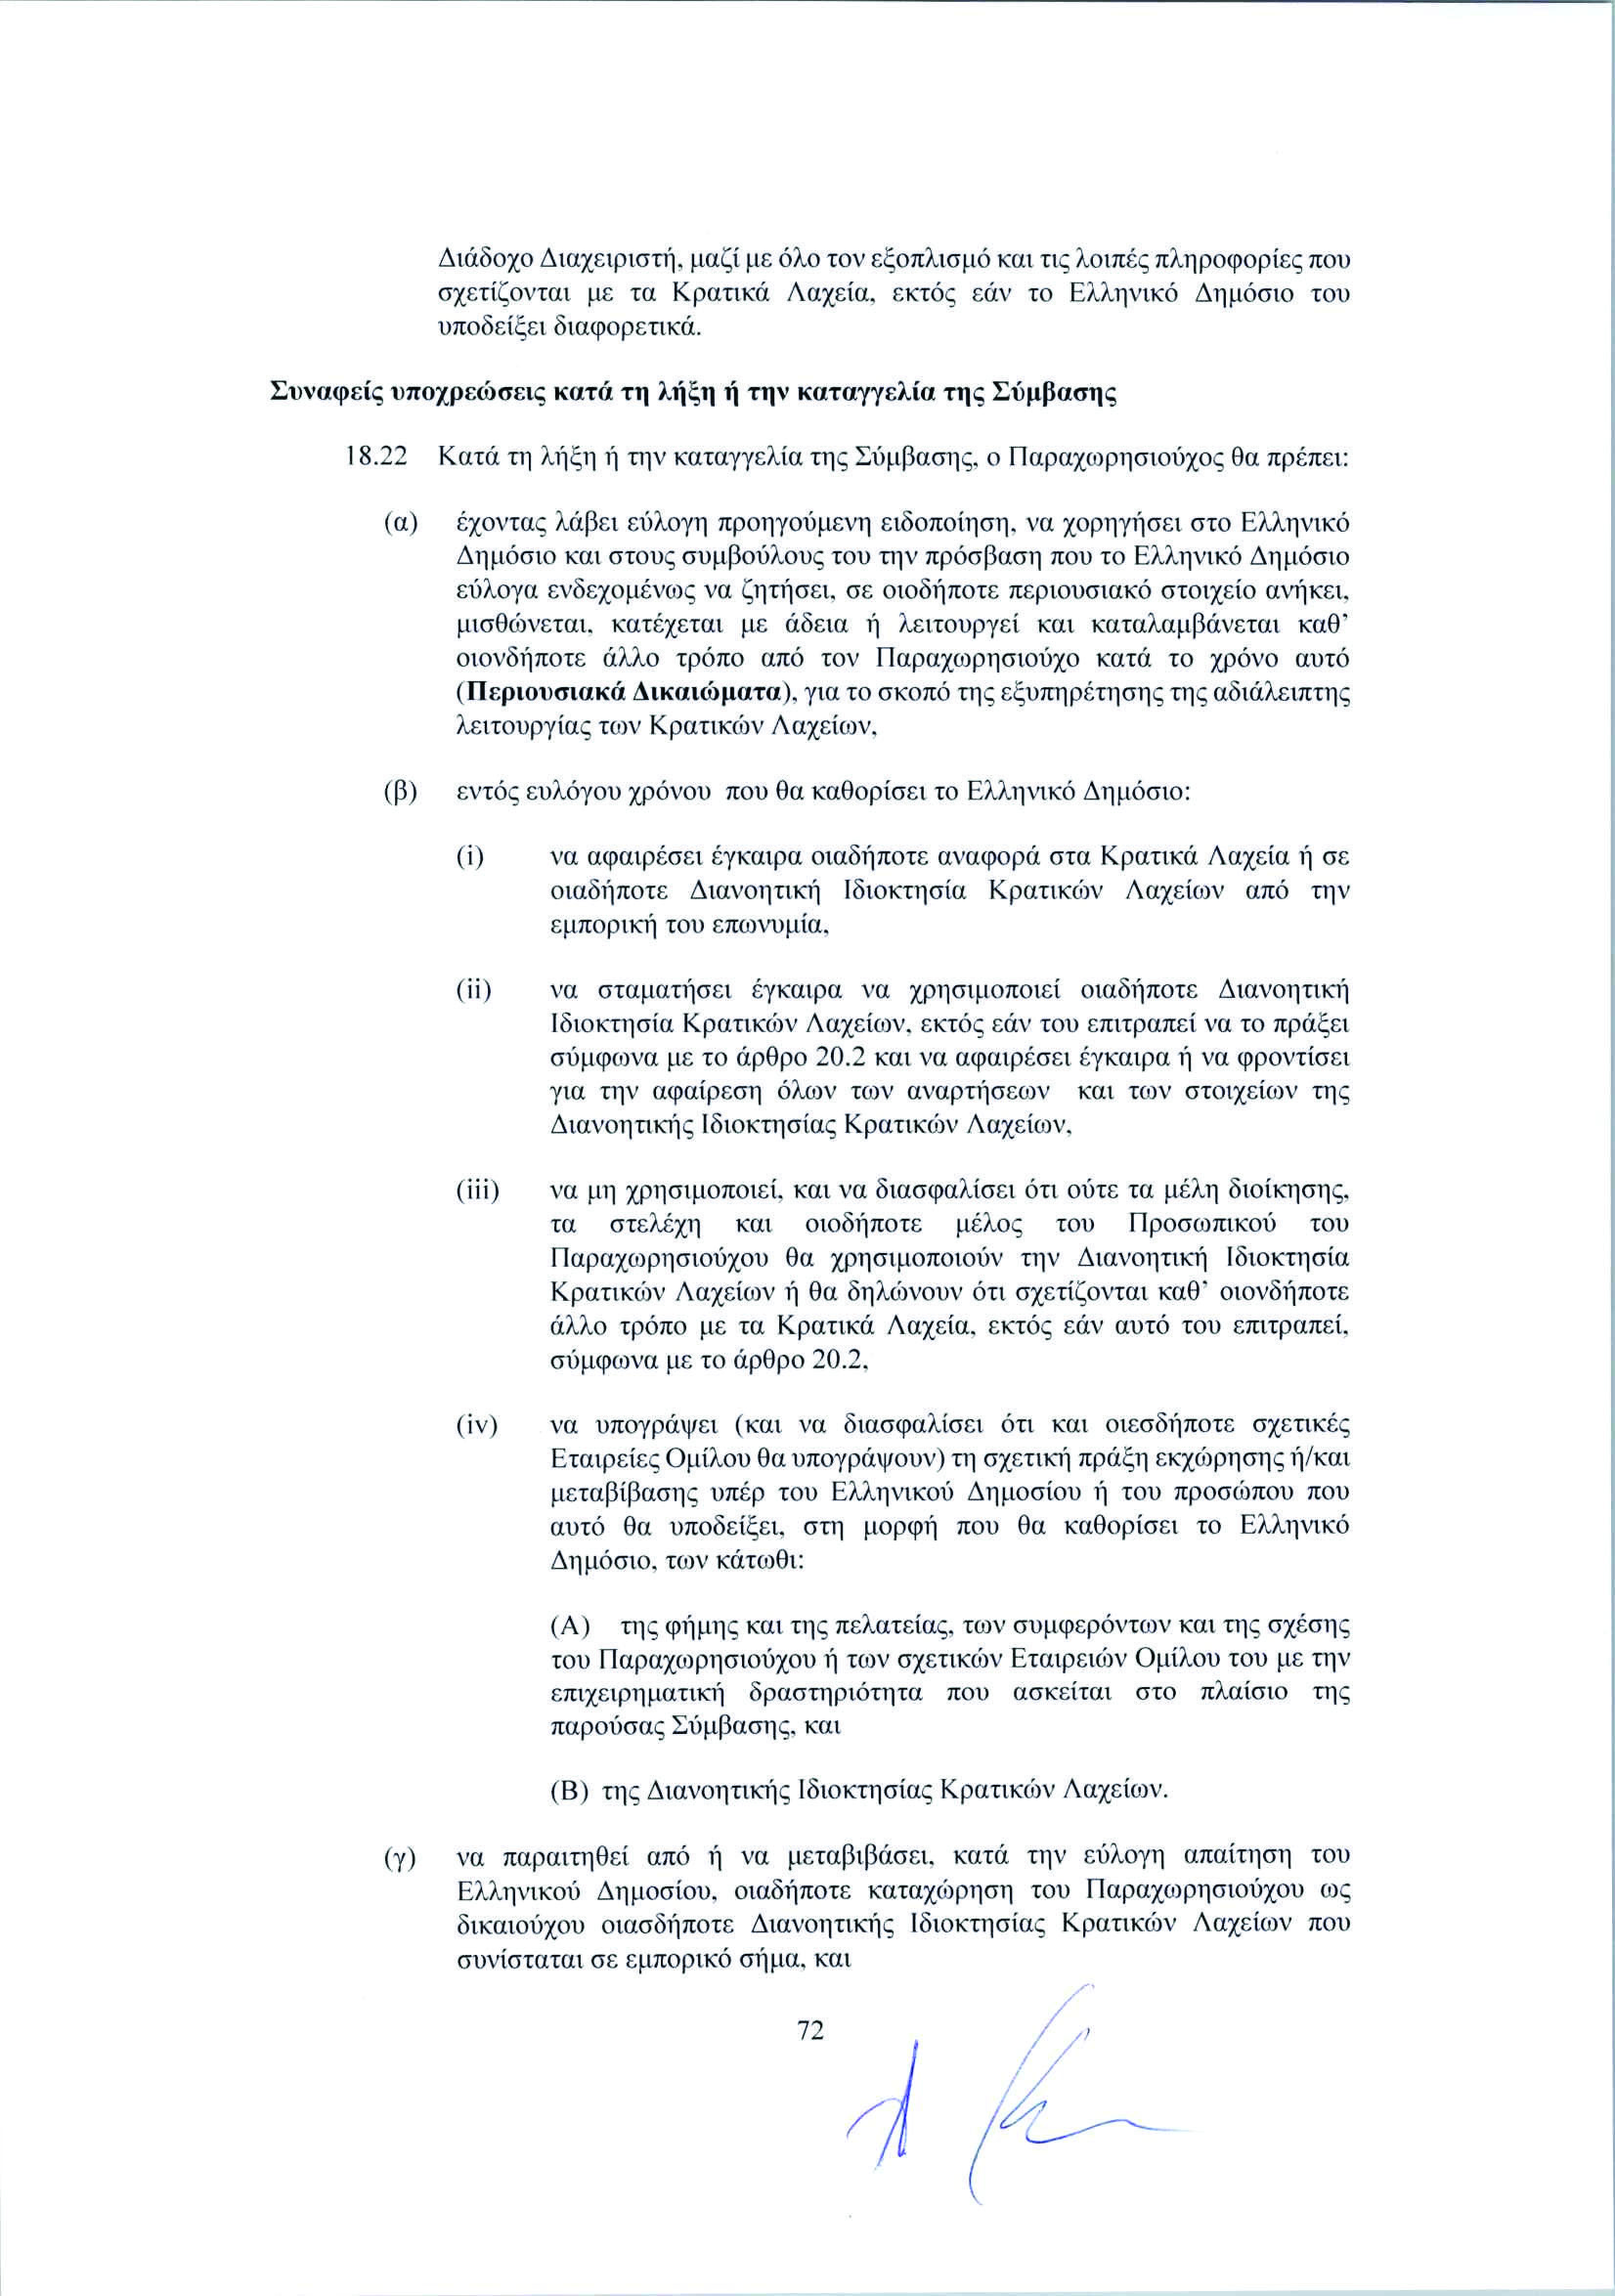 Διάδοχο Διαχειριστή, μαζί με όλο τον εξοπλισμό και τις λοιπές πληροφορίες που
σχετίζονται με τα Κρατικά Λαχεία, εκτός εάν το Ελληνικό Δημόσιο του
υποδείξει διαφορετικά.
Συναφείς υποχρεώσεις κατά τη λήξη ή την καταγγελία της Σύμβασης
18.22 Κατά τη λήξη ή την καταγγελία της Σύμβασης, ο Παραχωρησιούχος θα πρέπει:
(α) έχοντας λάβει εύλογη προηγούμενη ειδοποίηση, να χορηγήσει στο Ελληνικό
Δημόσιο και στους συμβούλους του την πρόσβαση που το Ελληνικό Δημόσιο
εύλογα ενδεχομένως να ζητήσει, σε οιοδήποτε περιουσιακό στοιχείο ανήκει,
μισθώνεται, κατέχεται με άδεια ή λειτουργεί και καταλαμβάνεται καθ’
οιονδήποτε άλλο τρόπο από τον Παραχωρησιούχο κατά το χρόνο αυτό
(Περιουσιακά Δικαιώματα), για το σκοπό της εξυπηρέτησης της αδιάλειπτης
λειτουργίας των Κρατικών Λαχείων,
(β) εντός ευλόγου χρόνου που θα καθορίσει το Ελληνικό Δημόσιο:
(i) να αφαιρέσει έγκαιρα οιαδήποτε αναφορά στα Κρατικά Λαχεία ή σε
οιαδήποτε Διανοητική Ιδιοκτησία Κρατικών Λαχείων από την
εμπορική του επωνυμία,
(ii) να σταματήσει έγκαιρα να χρησιμοποιεί οιαδήποτε Διανοητική
Ιδιοκτησία Κρατικών Λαχείων, εκτός εάν του επιτραπεί να το πράξει
σύμφωνα με το άρθρο 20.2 και να αφαιρέσει έγκαιρα ή να φροντίσει
για την αφαίρεση όλων των αναρτήσεων και των στοιχείων της
Διανοητικής Ιδιοκτησίας Κρατικών Λαχείων,
(iii) να μη χρησιμοποιεί, και να διασφαλίσει ότι ούτε τα μέλη διοίκησης,
τα στελέχη και οιοδήποτε μέλος του Προσωπικού του
Παραχωρησιούχου θα χρησιμοποιούν την Διανοητική Ιδιοκτησία
Κρατικών Λαχείων ή θα δηλώνουν ότι σχετίζονται καθ’ οιονδήποτε
άλλο τρόπο με τα Κρατικά Λαχεία, εκτός εάν αυτό του επιτραπεί,
σύμφωνα με το άρθρο 20.2,
(iv) να υπογράψει (και να διασφαλίσει ότι και οιεσδήποτε σχετικές
Εταιρείες Ομίλου θα υπογράψουν) τη σχετική πράξη εκχώρησης ή/και
μεταβίβασης υπέρ του Ελληνικού Δημοσίου ή του προσώπου που
αυτό θα υποδείξει, στη μορφή που θα καθορίσει το Ελληνικό
Δημόσιο, των κάτωθι:
(Α) της φήμης και της πελατείας, των συμφερόντων και της σχέσης
του Παραχωρησιούχου ή των σχετικών Εταιρειών Ομίλου του με την
επιχειρηματική δραστηριότητα που ασκείται στο πλαίσιο της
παρούσας Σύμβασης, και
(Β) της Διανοητικής Ιδιοκτησίας Κρατικών Λαχείων.
(γ) να παραιτηθεί από ή να μεταβιβάσει, κατά την εύλογη απαίτηση του
Ελληνικού Δημοσίου, οιαδήποτε καταχώρηση του Παραχωρησιούχου ως
δικαιούχου οιασδήποτε Διανοητικής Ιδιοκτησίας Κρατικών Λαχείων που
συνίσταται σε εμπορικό σήμα, και
72